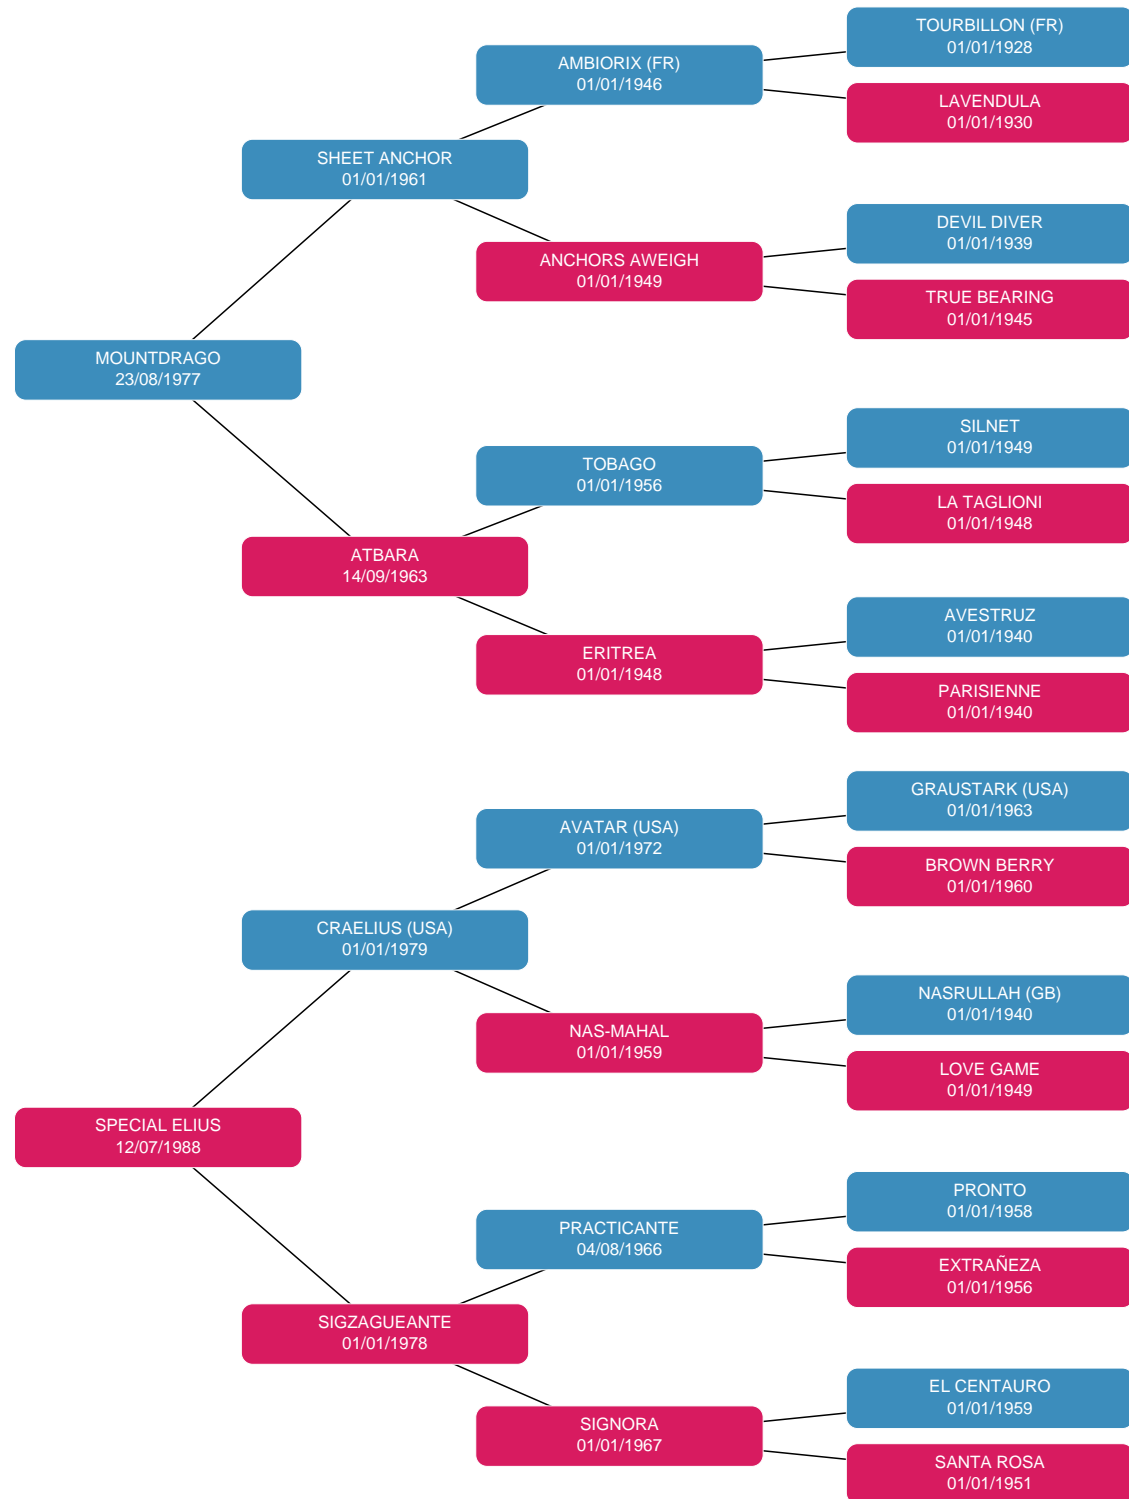 TOURBILLON (FR)
01/01/1928
AMBIORIX (FR)
01/01/1946
LAVENDULA
01/01/1930
SHEET ANCHOR
01/01/1961
DEVIL DIVER
01/01/1939
ANCHORS AWEIGH
01/01/1949
TRUE BEARING
01/01/1945
MOUNTDRAGO
23/08/1977
SILNET
01/01/1949
TOBAGO
01/01/1956
LA TAGLIONI
01/01/1948
ATBARA
14/09/1963
AVESTRUZ
01/01/1940
ERITREA
01/01/1948
PARISIENNE
01/01/1940
GRAUSTARK (USA)
01/01/1963
AVATAR (USA)
01/01/1972
BROWN BERRY
01/01/1960
CRAELIUS (USA)
01/01/1979
NASRULLAH (GB)
01/01/1940
NAS-MAHAL
01/01/1959
LOVE GAME
01/01/1949
SPECIAL ELIUS
12/07/1988
PRONTO
01/01/1958
PRACTICANTE
04/08/1966
EXTRAÑEZA
01/01/1956
SIGZAGUEANTE
01/01/1978
EL CENTAURO
01/01/1959
SIGNORA
01/01/1967
SANTA ROSA
01/01/1951